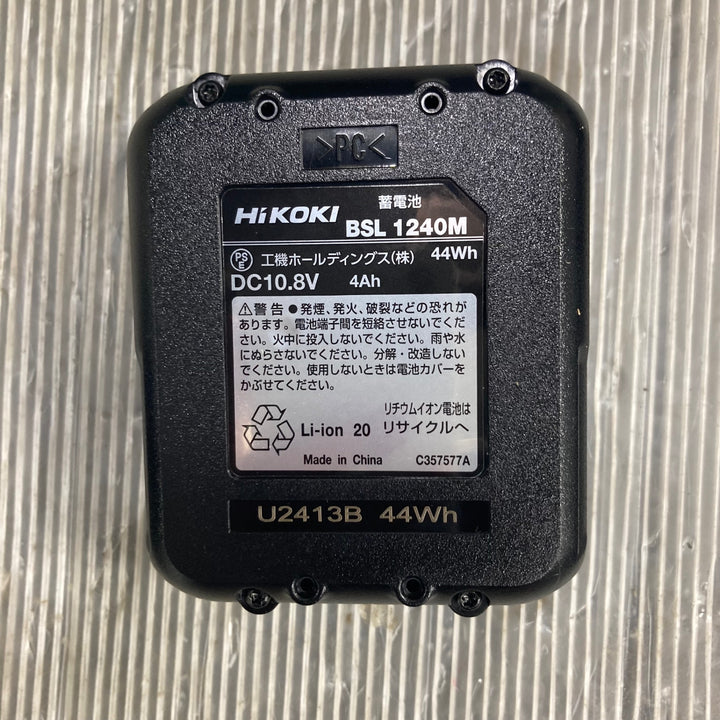 >PC<
HiKOKI 蓄電池
BSL 1240M
PSE 工機ホールディングス(株) 44Wh
DC10.8V 4Ah
⚠警告 ●発煙、発火、破裂などの恐れが
あります。電池端子間を短絡させないでくだ
さい。火中に投入しないでください。雨や水
にぬらさないでください。分解・改造しない
でください。使用しないときは電池カバーを
かぶせてください。
リチウムイオン電池は
Li-ion 20 リサイクルへ
Made in China C357577A
U2413B 44Wh